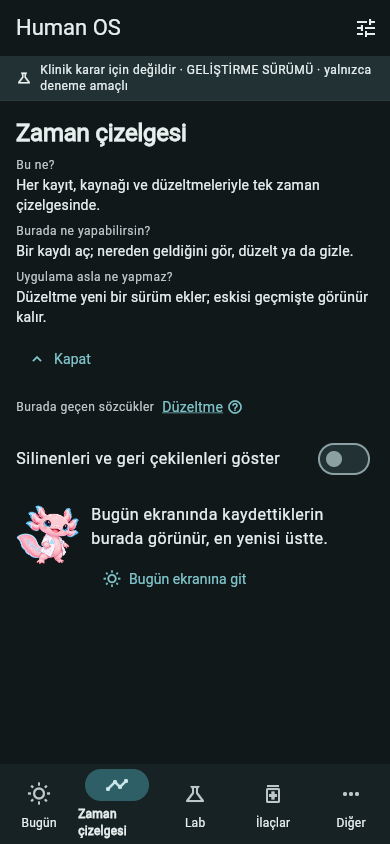 Human OS
Klinik karar için değildir · GELİŞTİRME SÜRÜMÜ · yalnızca
deneme amaçlı
Zaman çizelgesi
Bu ne?
Her kayıt, kaynağı ve düzeltmeleriyle tek zaman
çizelgesinde.
Burada ne yapabilirsin?
Bir kaydı aç; nereden geldiğini gör, düzelt ya da gizle.
Uygulama asla ne yapmaz?
Düzeltme yeni bir sürüm ekler; eskisi geçmişte görünür
kalır.
Kapat
Burada geçen sözcükler Düzeltme
Silinenleri ve geri çekilenleri göster
Bugün ekranında kaydettiklerin
burada görünür, en yenisi üstte.
Bugün ekranına git
Bugün
Zaman
çizelgesi
Lab
İlaçlar
Diğer